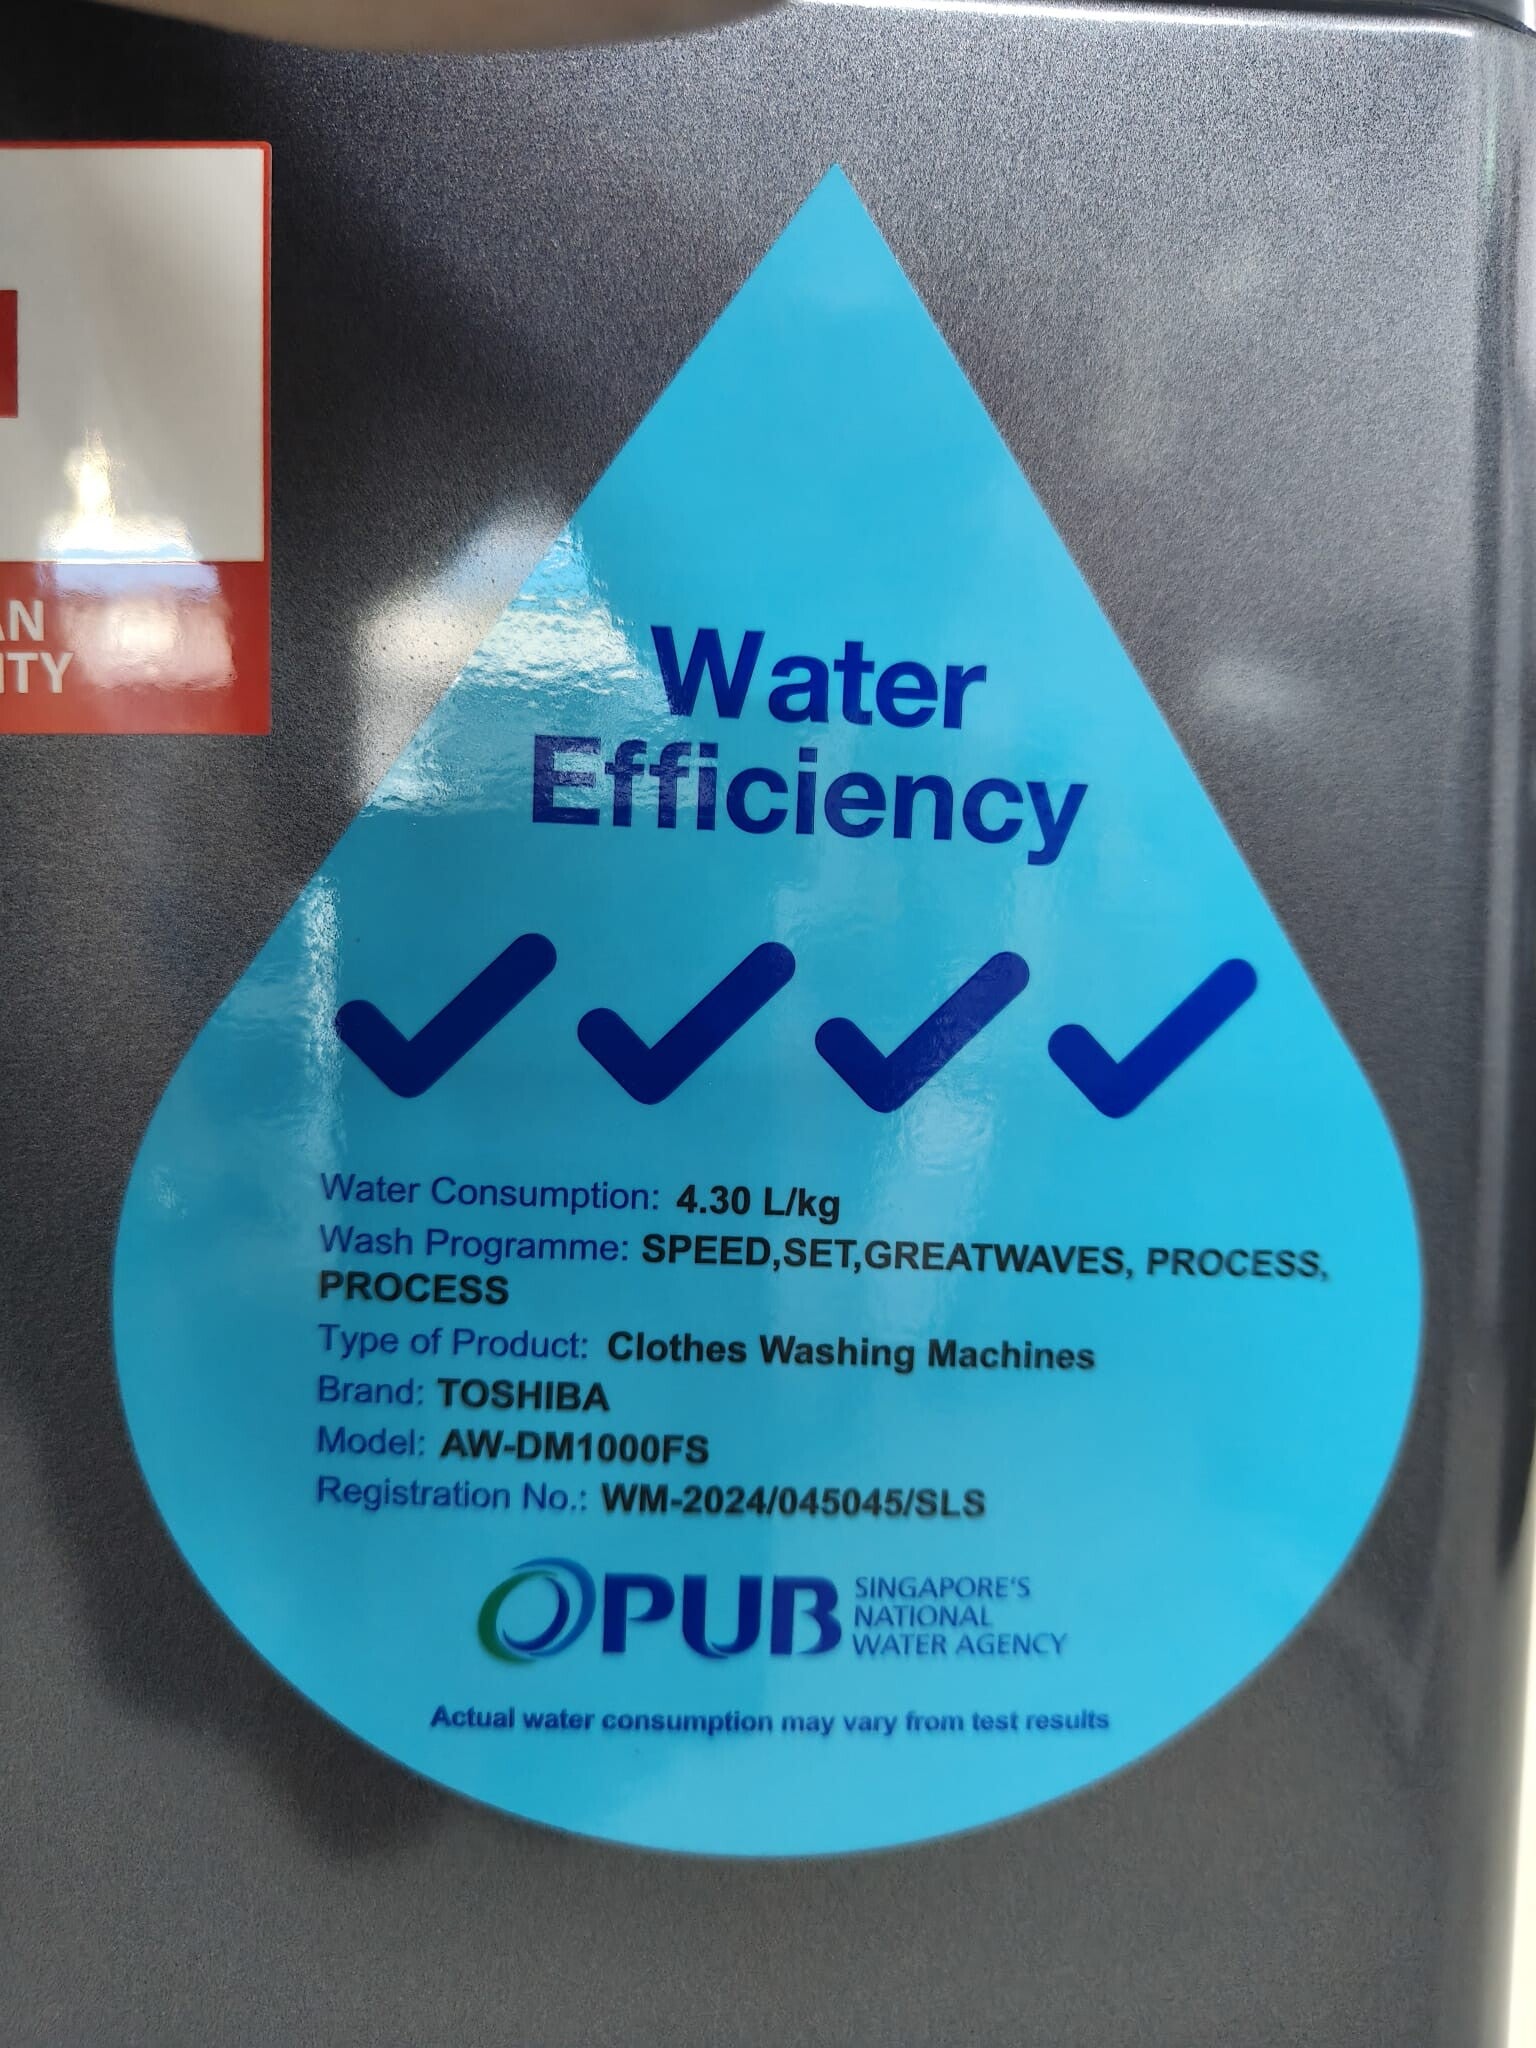 AN
ITY
Water
Efficiency
Water Consumption: 4.30 L/kg
Wash Programme: SPEED,SET,GREATWAVES, PROCESS,
PROCESS
Type of Product: Clothes Washing Machines
Brand: TOSHIBA
Model: AW-DM1000FS
Registration No.: WM-2024/045045/SLS
PUB SINGAPORE'S
NATIONAL
WATER AGENCY
Actual water consumption may vary from test results